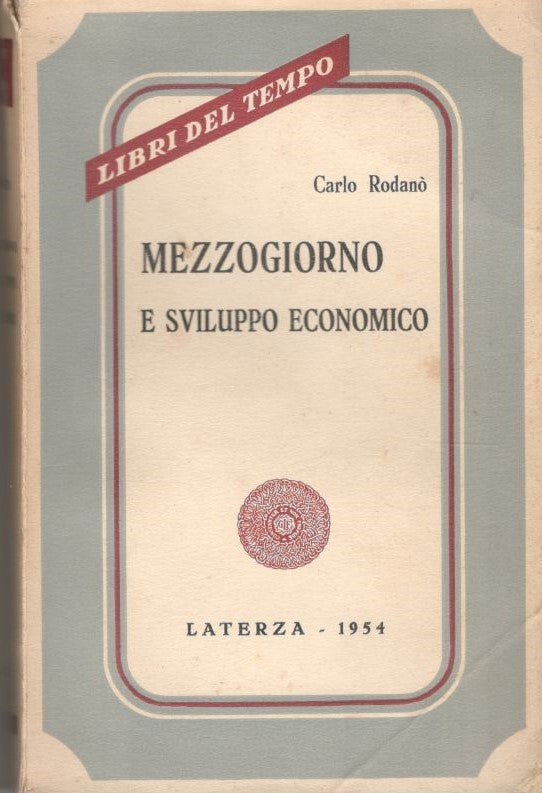 LIBRI DEL TEMPO
Carlo Rodanò
MEZZOGIORNO
E SVILUPPO ECONOMICO
LATERZA - 1954